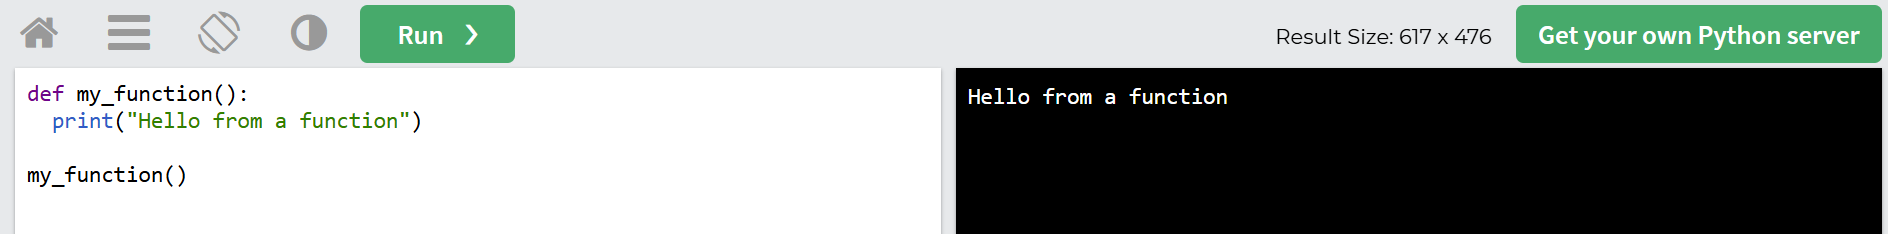 Run ❯
Result Size: 617 x 476
Get your own Python server
def my_function():
  print("Hello from a function")

my_function()
Hello from a function